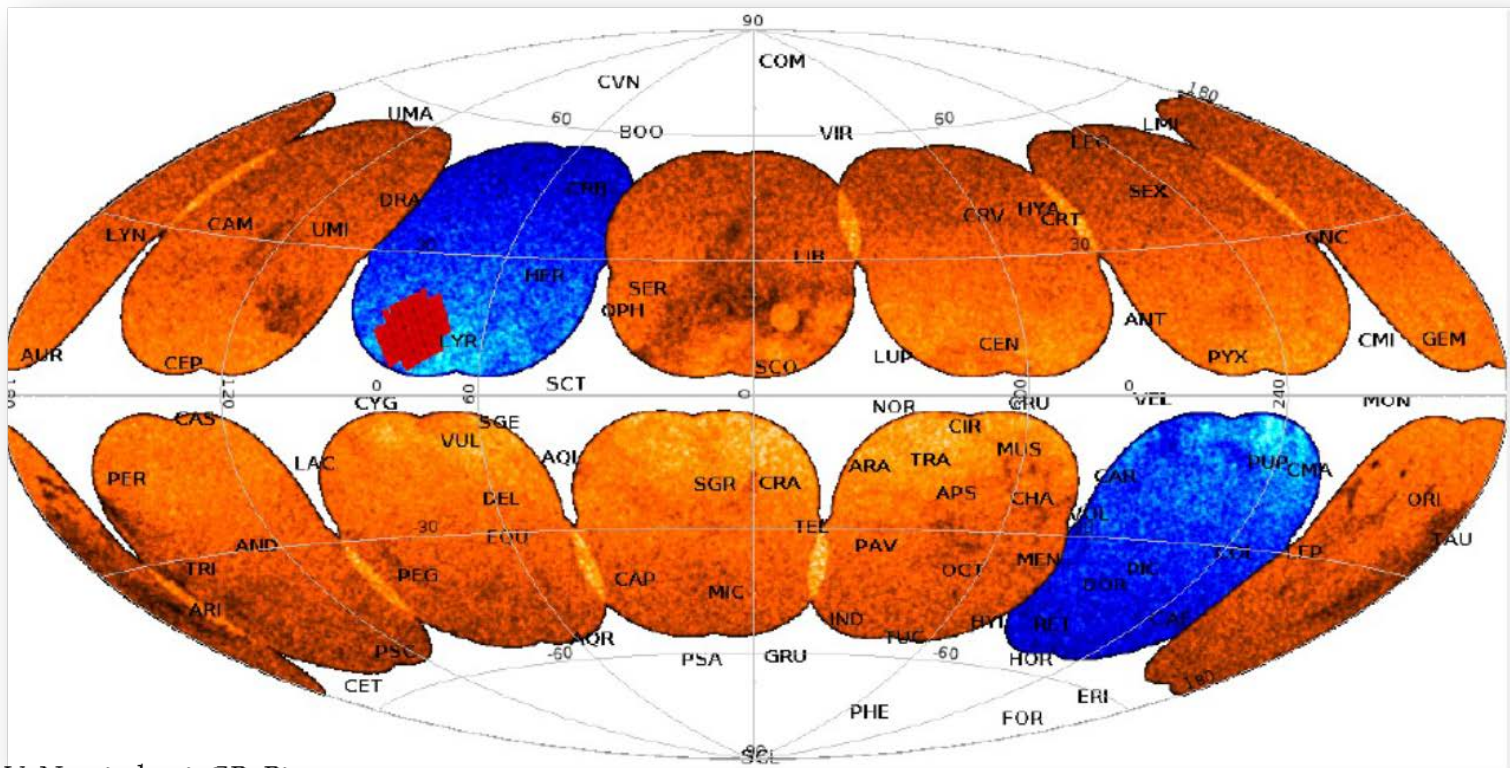 90
COM
CVN
180
UMA
60
60
BOO
VIR
LMI
LEO
CRB
SEX
DRA
CAM
UMI
CRV
HYA
CRT
LYN
30
30
CNC
LIB
HER
SER
OPH
ANT
LYR
CEN
CMI
GEM
AUR
CEP
LUP
PYX
SCO
SCT
120
0
60
0
0
240
CYG
NOR
CRU
VEL
MON
CAS
SGE
CIR
VUL
MUS
LAC
AQL
ARA
TRA
PUP
CMA
PER
SGR
CRA
CAR
DEL
APS
CHA
ORI
VOL
30
TEL
EQU
AND
PAV
LEP
TAU
TRI
PEG
CAP
OCT
MEN
PIC
DOR
MIC
ARI
IND
HYI
RET
CAE
AQR
TUC
PSC
-60
PSA
GRU
-60
HOR
CET
180
ERI
PHE
FOR
SCL